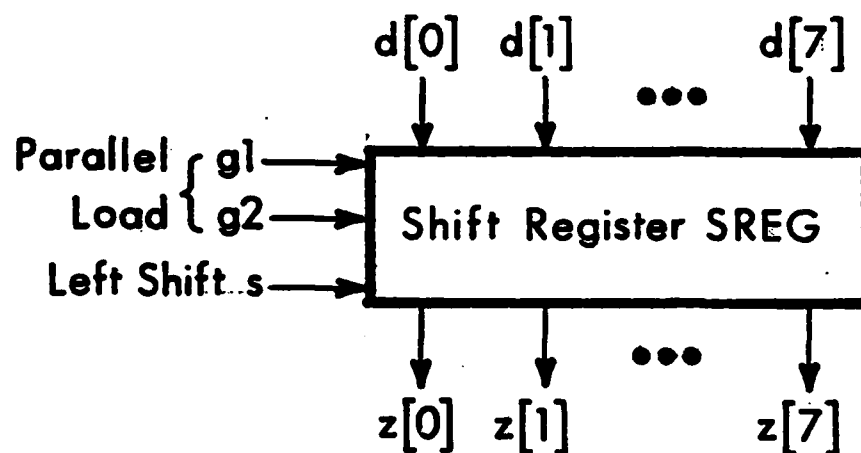 d[0] d[1] d[7]
Parallel g1
Load g2
Shift Register SREG
Left Shift s
z[0] z[1] z[7]